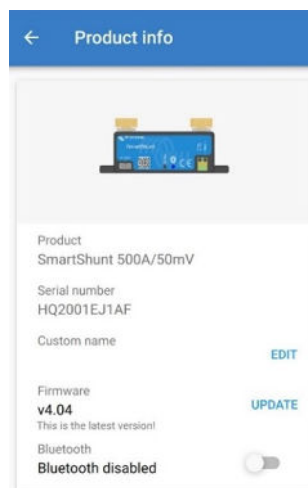 Product info
SmartShunt
Product
SmartShunt 500A/50mV
Serial number
HQ2001EJ1AF
Custom name
EDIT
Firmware
v4.04
UPDATE
This is the latest version!
Bluetooth
Bluetooth disabled